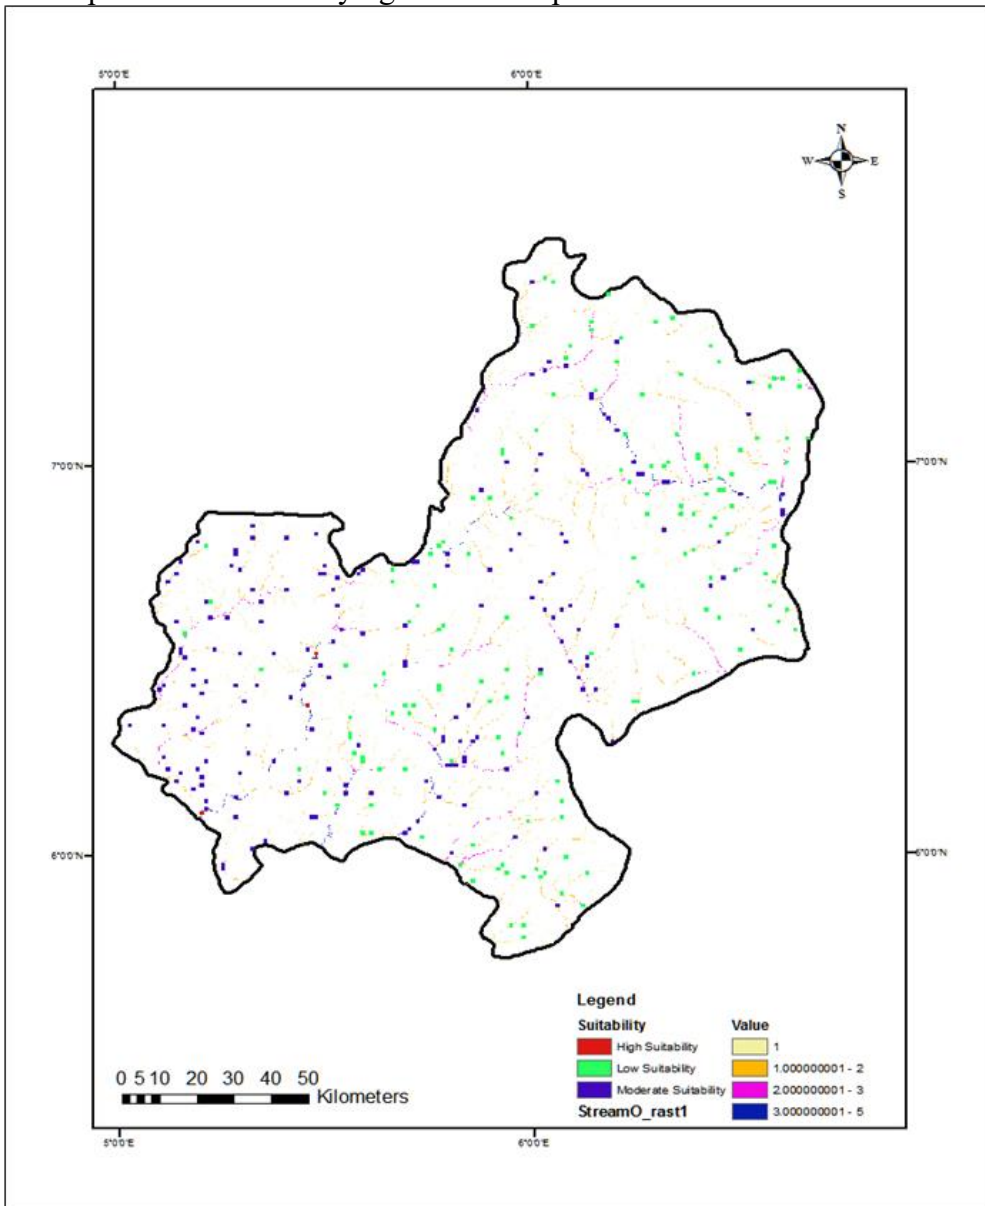 5°0'0"E 6°0'0"E
N
W E
S
7°0'0"N 7°0'0"N
6°0'0"N 6°0'0"N
Legend
Suitability Value
High Suitability 1
Low Suitability 1.000000001 - 2
Moderate Suitability 2.000000001 - 3
StreamO_rast1 3.000000001 - 5
0 5 10 20 30 40 50
Kilometers
5°0'0"E 6°0'0"E